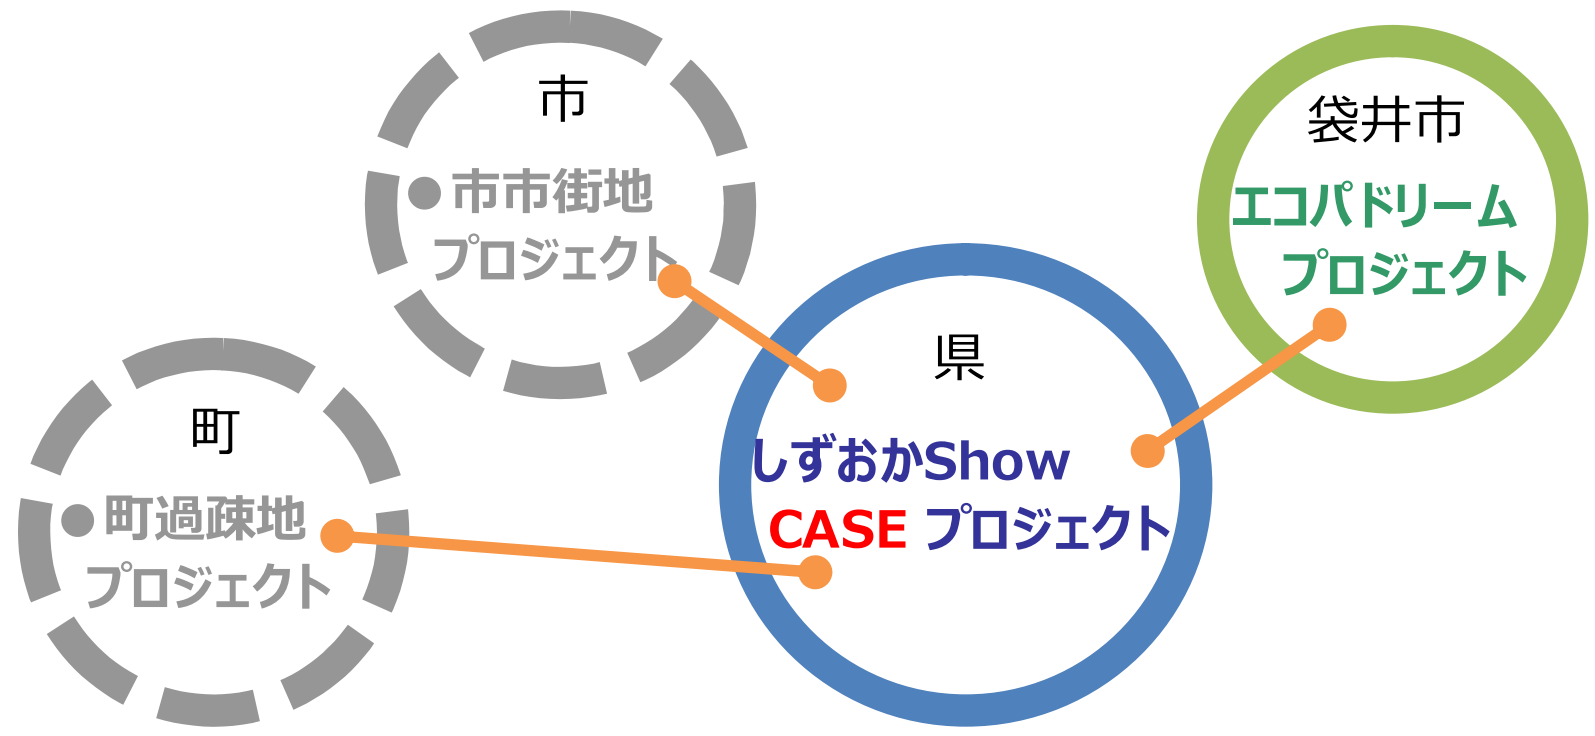 市
●市市街地
プロジェクト
袋井市
エコパドリーム
プロジェクト
県
しずおかShow
CASE プロジェクト
町
●町過疎地
プロジェクト